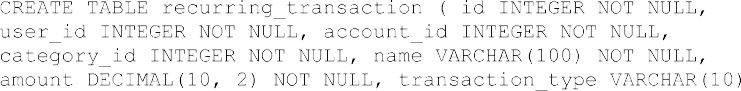 CREATE TABLE recurring_transaction ( id INTEGER NOT NULL,
user_id INTEGER NOT NULL, account_id INTEGER NOT NULL,
category_id INTEGER NOT NULL, name VARCHAR(100) NOT NULL,
amount DECIMAL(10, 2) NOT NULL, transaction_type VARCHAR(10)